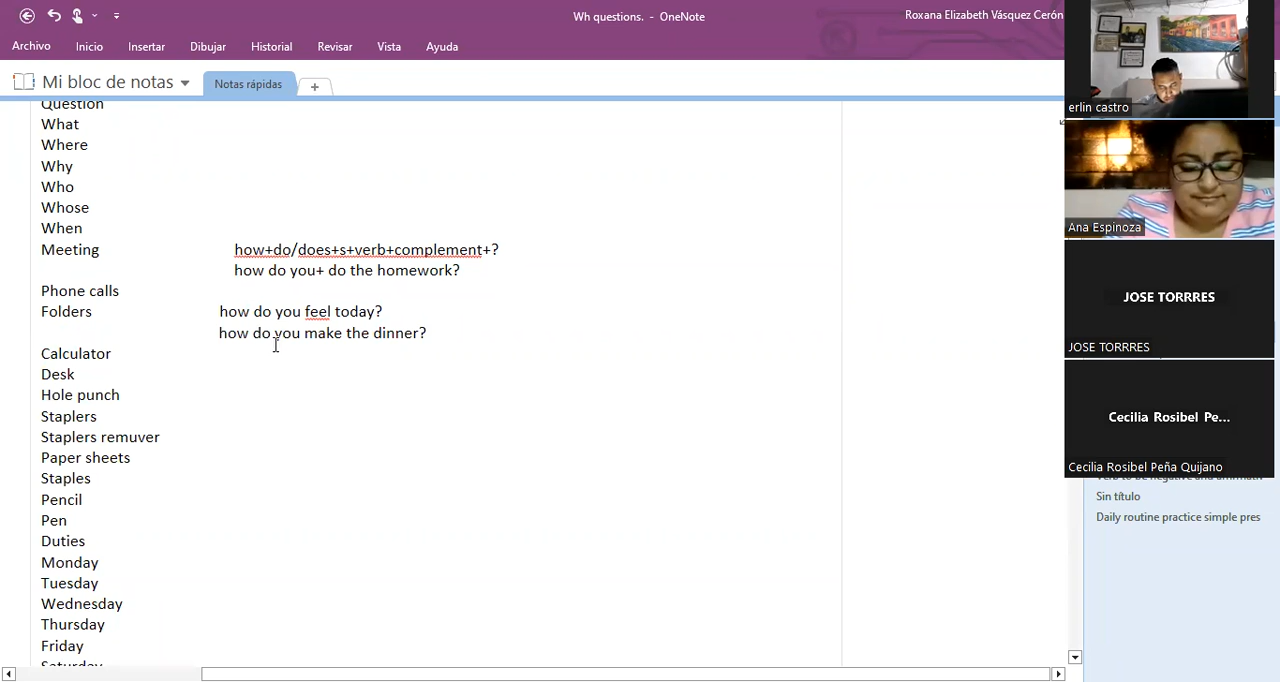 Wh questions. - OneNote
Roxana Elizabeth Vásquez Cerón
Archivo Inicio Insertar Dibujar Historial Revisar Vista Ayuda
Mi bloc de notas
Notas rápidas
+
Question
What
Where
Why
Who
Whose
When
Meeting
how+do/does+s+verb+complement+?
how do you+ do the homework?
Phone calls
Folders
how do you feel today?
how do you make the dinner?
Calculator
Desk
Hole punch
Staplers
Staplers remuver
Paper sheets
Staples
Pencil
Pen
Duties
Monday
Tuesday
Wednesday
Thursday
Friday
Saturday
erlin castro
Ana Espinoza
JOSE TORRRES
JOSE TORRRES
Cecilia Rosibel Pe...
Cecilia Rosibel Peña Quijano
Sin título
Daily routine practice simple pres